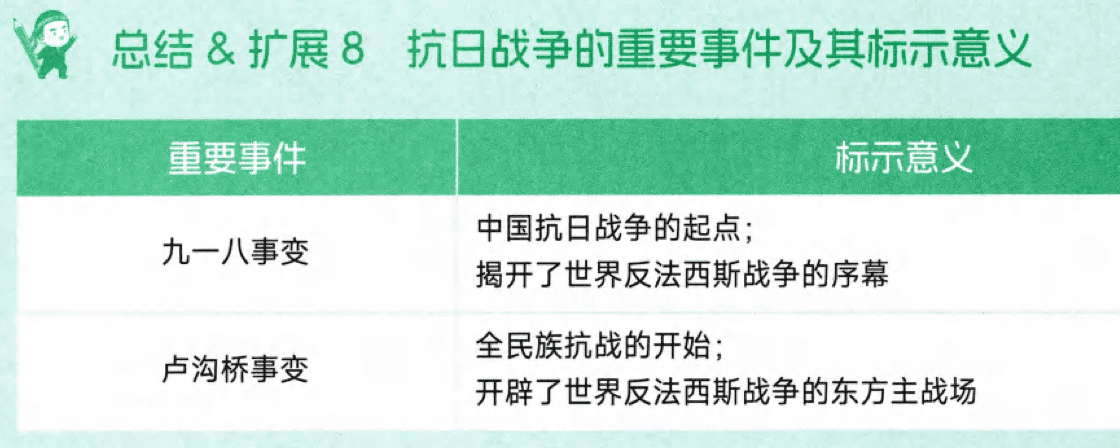 总结 & 扩展 8 抗日战争的重要事件及其标示意义
重要事件
标示意义
九一八事变
中国抗日战争的起点；
揭开了世界反法西斯战争的序幕
卢沟桥事变
全民族抗战的开始；
开辟了世界反法西斯战争的东方主战场